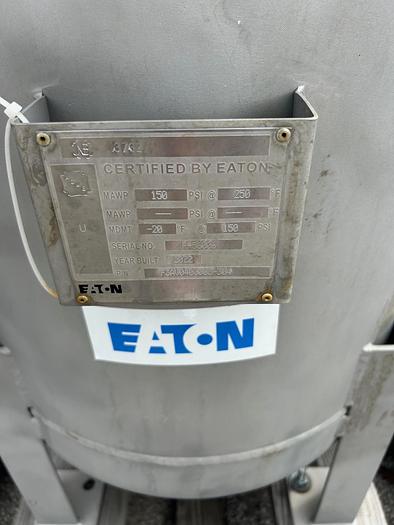 CERTIFIED BY EATON
MAWP 150 PSI @ 250 °F
MAWP — PSI @ — °F
MDMT -20 °F @ 150 PSI
U
SERIAL NO.
YEAR BUILT 2022
P/N
EATON
EATON